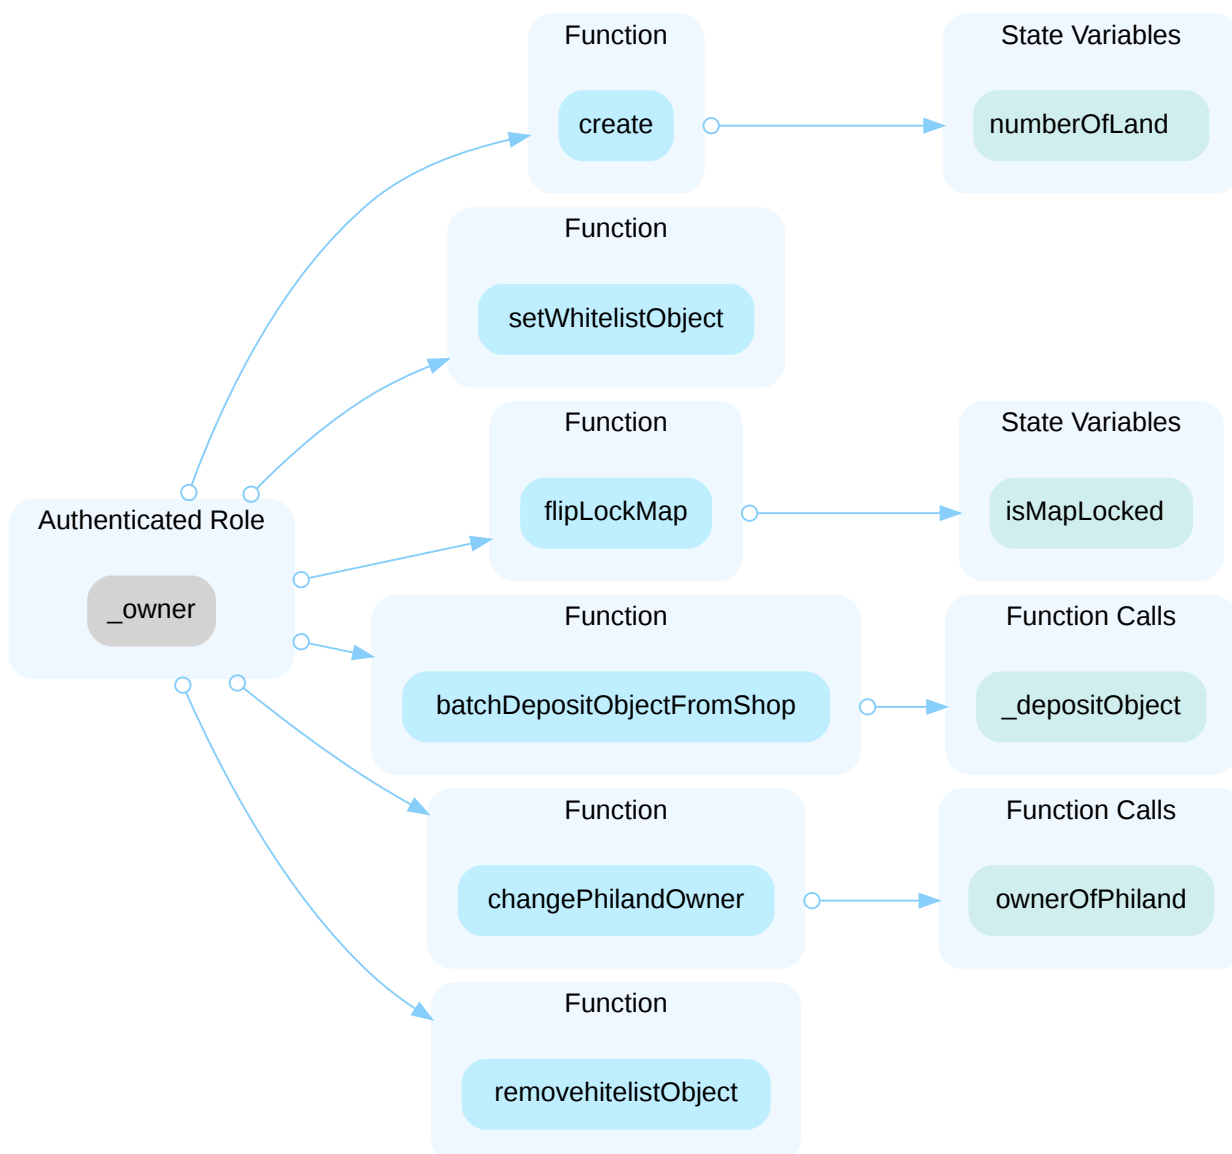 Function
create
State Variables
numberOfLand
Function
setWhitelistObject
Function
flipLockMap
State Variables
isMapLocked
Authenticated Role
_owner
Function
batchDepositObjectFromShop
Function Calls
_depositObject
Function
changePhilandOwner
Function Calls
ownerOfPhiland
Function
removehitelistObject